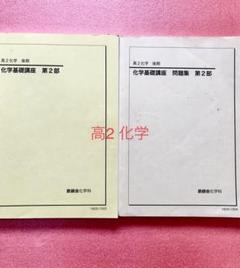 高2化学 後期
化学基礎講座 第2部
鉄緑会化学科
高2化学 後期
化学基礎講座 問題集 第2部
鉄緑会化学科
高2 化学